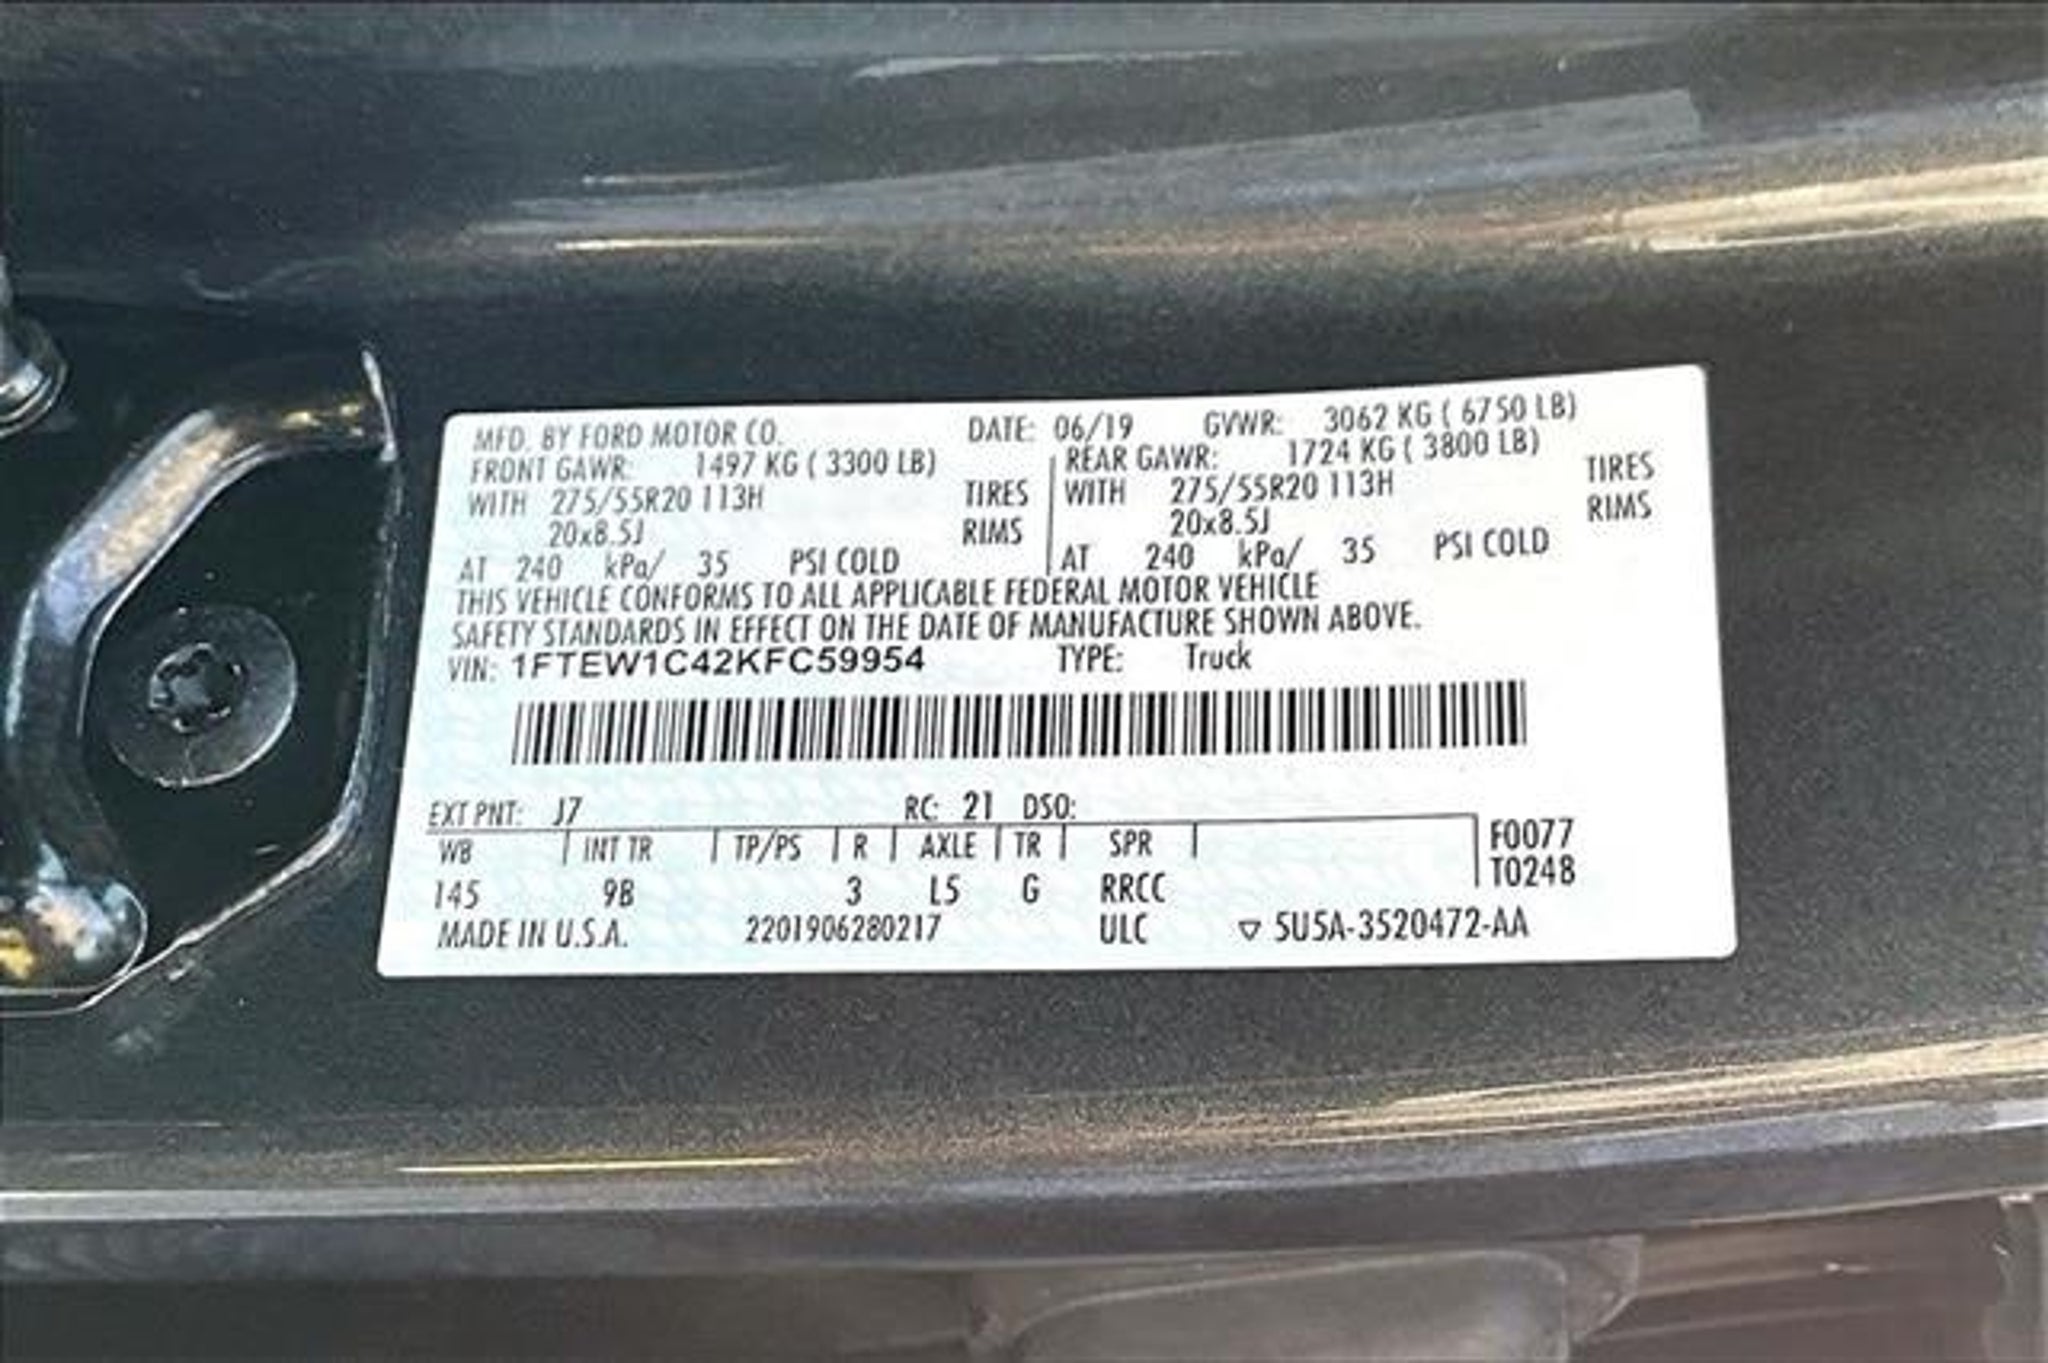 MFD. BY FORD MOTOR CO. DATE: 06/19 GVWR: 3062 KG ( 6750 LB)
FRONT GAWR: 1497 KG ( 3300 LB) REAR GAWR: 1724 KG ( 3800 LB)
WITH 275/55R20 113H TIRES WITH 275/55R20 113H TIRES
20x8.5J RIMS 20x8.5J RIMS
AT 240 kPa/ 35 PSI COLD AT 240 kPa/ 35 PSI COLD
THIS VEHICLE CONFORMS TO ALL APPLICABLE FEDERAL MOTOR VEHICLE
SAFETY STANDARDS IN EFFECT ON THE DATE OF MANUFACTURE SHOWN ABOVE.
VIN: 1FTEW1C42KFC59954 TYPE: Truck
EXT PNT: J7 RC: 21 DSO:
WB INT TR TP/PS R AXLE TR SPR F0077
145 9B 3 L5 G RRCC T0248
MADE IN U.S.A. 2201906280217 ULC ▽ 5U5A-3520472-AA